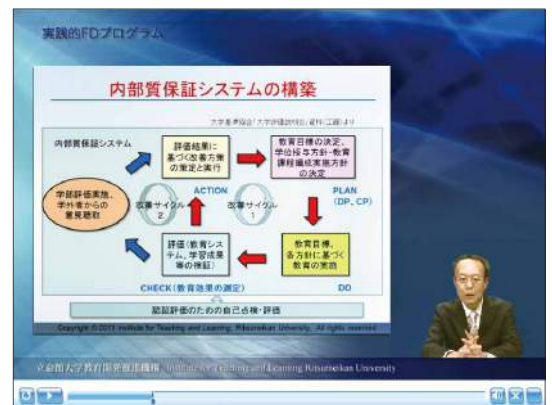 実践的FDプログラム
内部質保証システムの構築
大学基準協会「大学評価説明会」資料(工藤)より
内部質保証システム
評価結果に
基づく改善方策
の策定と実行
教育目標の決定、
学位授与方針・教育
課程編成実施方針
の決定
学部評価実施、
学外者からの
意見聴取
ACTION
改善サイクル
2
改善サイクル
1
PLAN
(DP、CP)
評価(教育シス
テム、学習成果
等の検証)
教育目標、
各方針に基づく
教育の実施
CHECK(教育効果の測定)
DO
認証評価のための自己点検・評価
Copyright © 2011 Institute for Teaching and Learning, Ritsumeikan University, All rights reserved
立命館大学教育開発推進機構 Institute for Teaching and Learning Ritsumeikan University